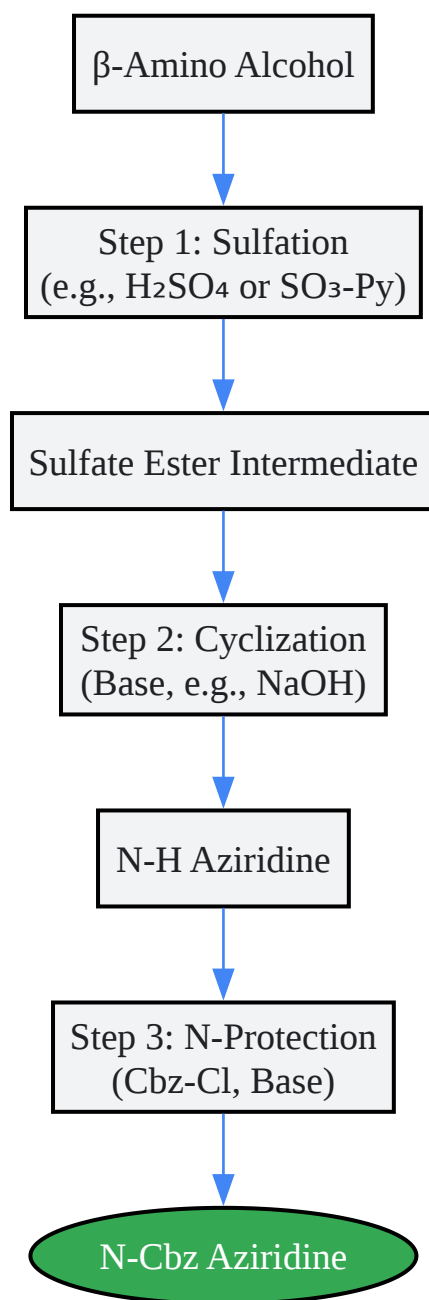 β-Amino Alcohol
Step 1: Sulfation
(e.g., H₂SO₄ or SO₃-Py)
Sulfate Ester Intermediate
Step 2: Cyclization
(Base, e.g., NaOH)
N-H Aziridine
Step 3: N-Protection
(Cbz-Cl, Base)
N-Cbz Aziridine